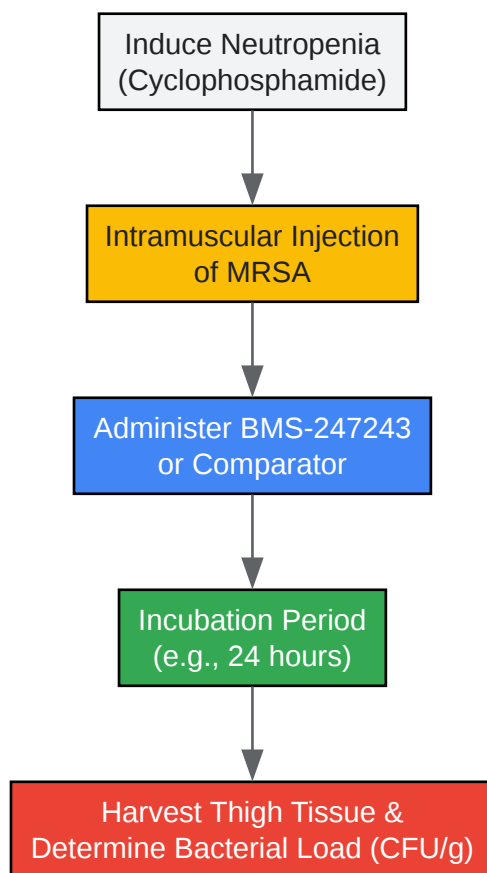 Induce Neutropenia
(Cyclophosphamide)
Intramuscular Injection
of MRSA
Administer BMS-247243
or Comparator
Incubation Period
(e.g., 24 hours)
Harvest Thigh Tissue &
Determine Bacterial Load (CFU/g)